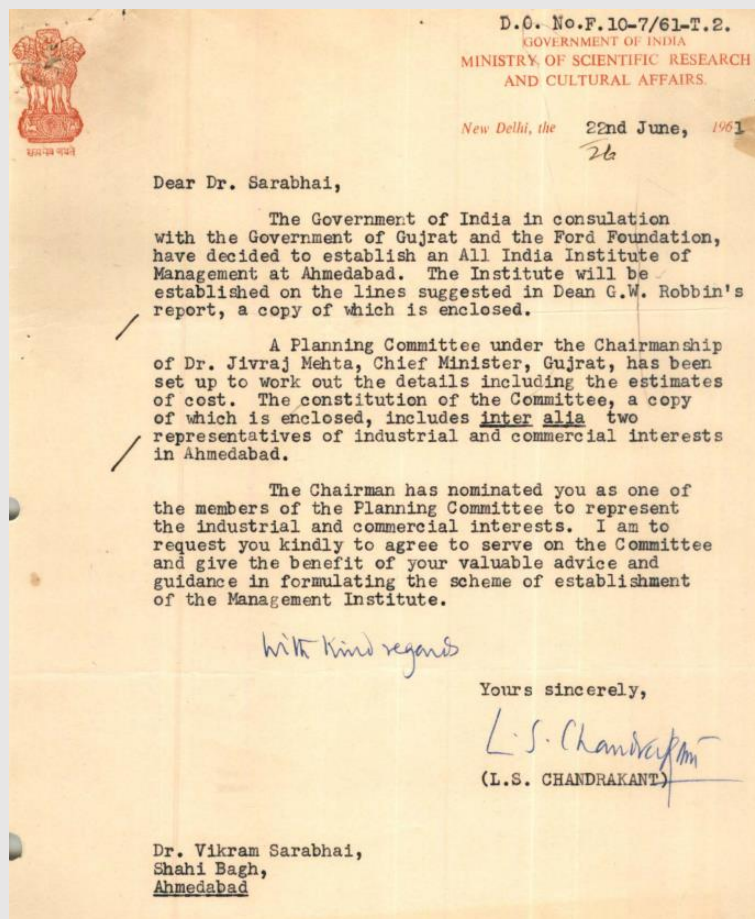 D.O. No.F.10-7/61-T.2.
GOVERNMENT OF INDIA
MINISTRY OF SCIENTIFIC RESEARCH
AND CULTURAL AFFAIRS.
New Delhi, the 22nd June, 1961
26
सत्यमेव जयते
Dear Dr. Sarabhai,
The Government of India in consulation
with the Government of Gujrat and the Ford Foundation,
have decided to establish an All India Institute of
Management at Ahmedabad. The Institute will be
established on the lines suggested in Dean G.W. Robbin's
report, a copy of which is enclosed.
A Planning Committee under the Chairmanship
of Dr. Jivraj Mehta, Chief Minister, Gujrat, has been
set up to work out the details including the estimates
of cost. The constitution of the Committee, a copy
of which is enclosed, includes inter alia two
representatives of industrial and commercial interests
in Ahmedabad.
The Chairman has nominated you as one of
the members of the Planning Committee to represent
the industrial and commercial interests. I am to
request you kindly to agree to serve on the Committee
and give the benefit of your valuable advice and
guidance in formulating the scheme of establishment
of the Management Institute.
With kind regards
Yours sincerely,
L. S. Chandrakant
(L.S. CHANDRAKANT)
Dr. Vikram Sarabhai,
Shahi Bagh,
Ahmedabad